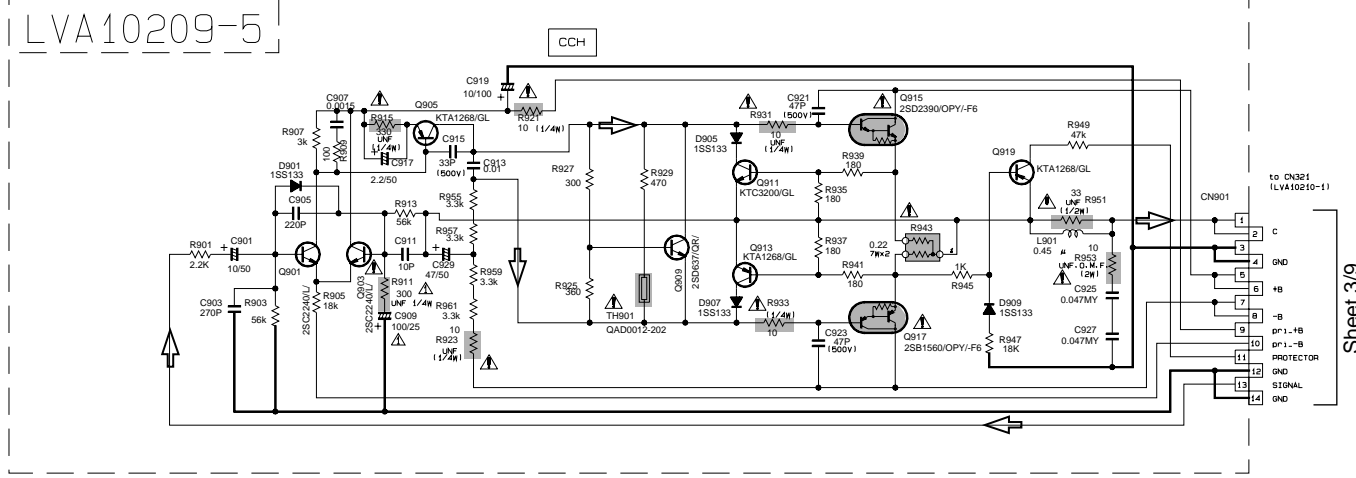 LVA10209-5
CCH
C919
10/100
+
R921
10 (1/4W)
C907
0.0015
R907
3k
100
R909
R915
330
UNF
(1/4W)
+
C917
2.2/50
Q905
KTA1268/GL
C915
33P
(500V)
C913
0.01
D901
1SS133
C905
220P
R913
56k
R955
3.3k
R957
3.3k
R901
2.2K
+
C901
10/50
Q901
2SC2240/L/
Q903
2SC2240/L/
C911
10P
+
C929
47/50
R959
3.3k
R911
300
UNF 1/4W
C903
270P
R903
56k
R905
18k
+
C909
100/25
R961
3.3k
10
R923
UNF
(1/4W)
R927
300
R929
470
R925
360
TH901
QAD0012-202
Q909
2SD637/QR/
D905
1SS133
R931
10
UNF
(1/4W)
C921
47P
(500V)
Q915
2SD2390/OPY/-F6
Q911
KTC3200/GL
R939
180
R935
180
Q913
KTA1268/GL
R937
180
R941
180
D907
1SS133
R933
(1/4W)
10
C923
47P
(500V)
Q917
2SB1560/OPY/-F6
R943
0.22
7W×2
1K
R945
Q919
KTA1268/GL
R949
47k
33
UNF R951
(1/2W)
L901
0.45 μ
10
R953
UNF.O.M.F
(2W)
D909
1SS133
R947
18K
C925
0.047MY
C927
0.047MY
to CN321
(LVA10210-1)
CN901
1
2 C
3
4 GND
5
6 +B
7
8 -B
9 pri.+B
10 pri.-B
11 PROTECTOR
12 GND
13 SIGNAL
14 GND
Sheet 3/9